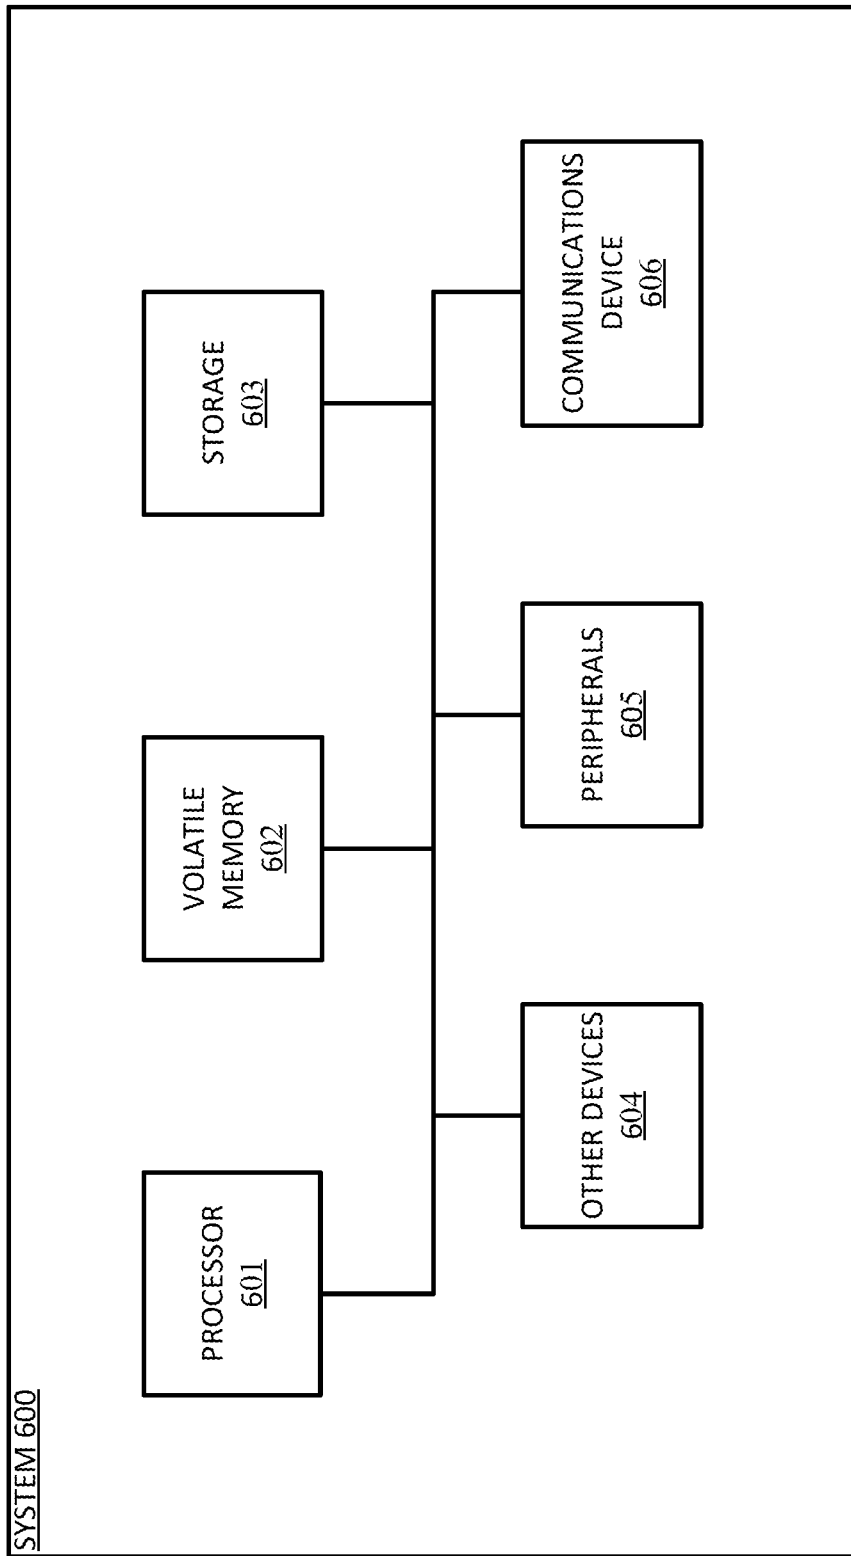 SYSTEM 600
PROCESSOR
601
VOLATILE
MEMORY
602
STORAGE
603
OTHER DEVICES
604
PERIPHERALS
605
COMMUNICATIONS
DEVICE
606